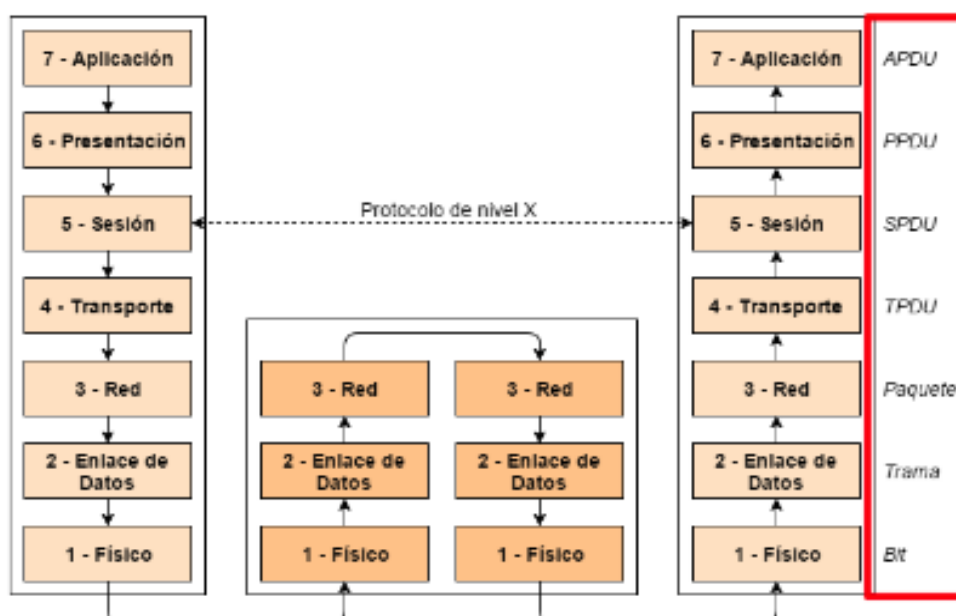 7 - Aplicación
7 - Aplicación
APDU
6 - Presentación
6 - Presentación
PPDU
Protocolo de nivel X
5 - Sesión
5 - Sesión
SPDU
4 - Transporte
4 - Transporte
TPDU
3 - Red
3 - Red
3 - Red
3 - Red
Paquete
2 - Enlace de
Datos
2 - Enlace de
Datos
2 - Enlace de
Datos
2 - Enlace de
Datos
Trama
1 - Físico
1 - Físico
1 - Físico
1 - Físico
Bit